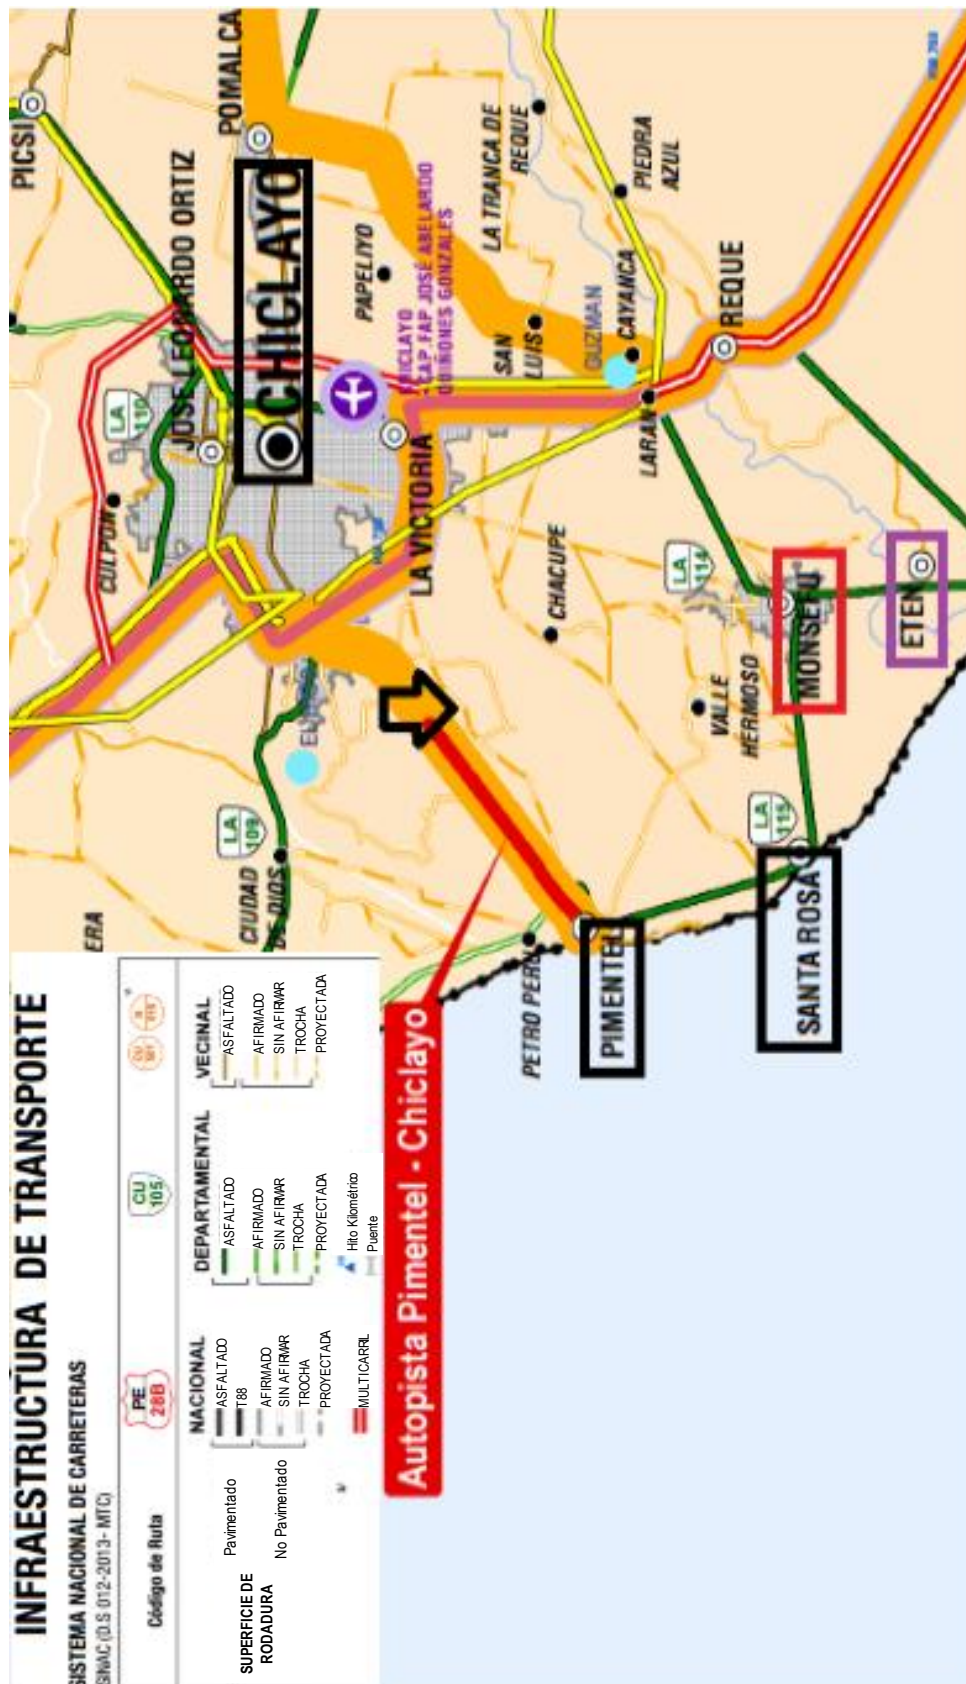 INFRAESTRUCTURA DE TRANSPORTE
SISTEMA NACIONAL DE CARRETERAS
SINAC (D.S 012-2013- MTC)
Código de Ruta
PE
28B
CU
105
SUPERFICIE DE
RODADURA
Pavimentado
No Pavimentado
NACIONAL
ASFALTADO
T88
AFIRMADO
SIN AFIRMAR
TROCHA
PROYECTADA
MULTICARRIL
DEPARTAMENTAL
ASFALTADO
AFIRMADO
SIN AFIRMAR
TROCHA
PROYECTADA
Hito Kilométrico
Puente
VECINAL
ASFALTADO
AFIRMADO
SIN AFIRMAR
TROCHA
PROYECTADA
Autopista Pimentel - Chiclayo
PICSI
POMALCA
JOSE LEONARDO ORTIZ
CHICLAYO
LA
110
CULPON
PAPELIYO
CHICLAYO
CAP. FAP JOSÉ ABELARDO
QUIÑONES GONZALES
LA VICTORIA
LA TRANCA DE
REQUE
PIEDRA
AZUL
SAN
LUIS
GUZMAN
CAYANCA
REQUE
LARAN
CHACUPE
LA
114
MONSEFU
ETEN
VALLE
HERMOSO
LA
115
SANTA ROSA
PIMENTEL
PETRO PERU
LA
109
CIUDAD
DE DIOS
ERA